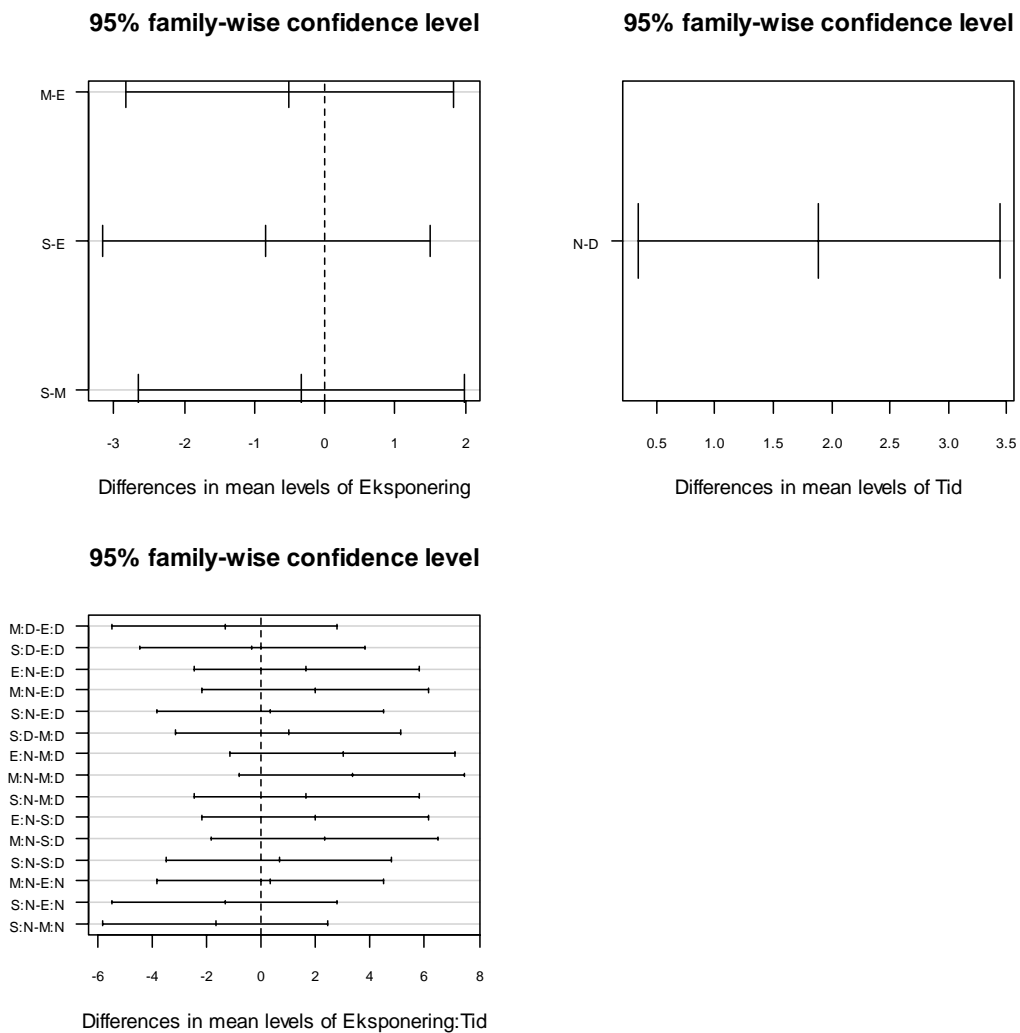 95% family-wise confidence level
M-E
S-E
S-M
-3 -2 -1 0 1 2
Differences in mean levels of Eksponering
95% family-wise confidence level
N-D
0.5 1.0 1.5 2.0 2.5 3.0 3.5
Differences in mean levels of Tid
95% family-wise confidence level
M:D-E:D
S:D-E:D
E:N-E:D
M:N-E:D
S:N-E:D
S:D-M:D
E:N-M:D
M:N-M:D
S:N-M:D
E:N-S:D
M:N-S:D
S:N-S:D
M:N-E:N
S:N-E:N
S:N-M:N
-6 -4 -2 0 2 4 6 8
Differences in mean levels of Eksponering:Tid